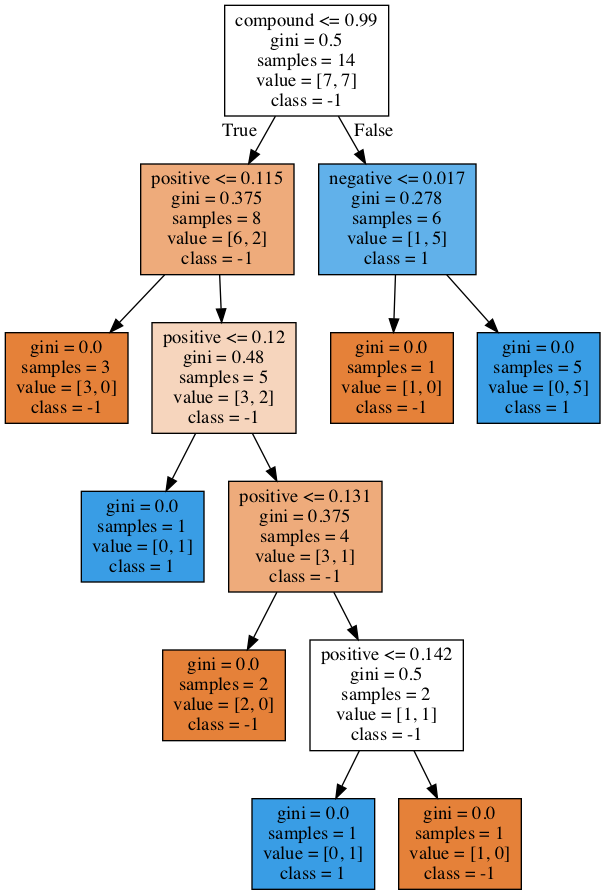 compound <= 0.99
gini = 0.5
samples = 14
value = [7, 7]
class = -1
True
False
positive <= 0.115
gini = 0.375
samples = 8
value = [6, 2]
class = -1
negative <= 0.017
gini = 0.278
samples = 6
value = [1, 5]
class = 1
gini = 0.0
samples = 3
value = [3, 0]
class = -1
positive <= 0.12
gini = 0.48
samples = 5
value = [3, 2]
class = -1
gini = 0.0
samples = 1
value = [1, 0]
class = -1
gini = 0.0
samples = 5
value = [0, 5]
class = 1
gini = 0.0
samples = 1
value = [0, 1]
class = 1
positive <= 0.131
gini = 0.375
samples = 4
value = [3, 1]
class = -1
gini = 0.0
samples = 2
value = [2, 0]
class = -1
positive <= 0.142
gini = 0.5
samples = 2
value = [1, 1]
class = -1
gini = 0.0
samples = 1
value = [0, 1]
class = 1
gini = 0.0
samples = 1
value = [1, 0]
class = -1